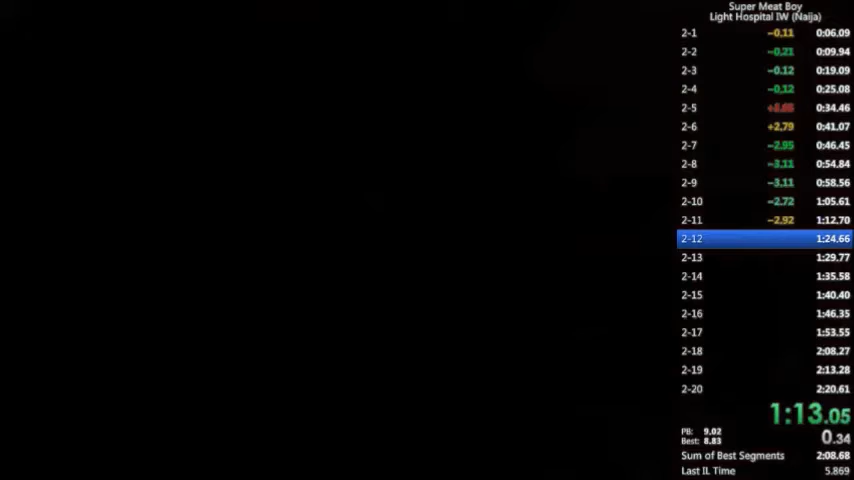 Super Meat Boy
Light Hospital IW (Naija)
2-1 −0.11 0:06.09
2-2 −0.21 0:09.94
2-3 −0.12 0:19.09
2-4 −0.12 0:25.08
2-5 0:34.46
2-6 +2.79 0:41.07
2-7 −2.95 0:46.45
2-8 −3.11 0:54.84
2-9 −3.11 0:58.56
2-10 −2.72 1:05.61
2-11 −2.92 1:12.70
2-12 1:24.66
2-13 1:29.77
2-14 1:35.58
2-15 1:40.40
2-16 1:46.35
2-17 1:53.55
2-18 2:08.27
2-19 2:13.28
2-20 2:20.61
1:13.05
PB: 9.02 0.34
Best: 8.83
Sum of Best Segments 2:08.68
Last IL Time 5.869